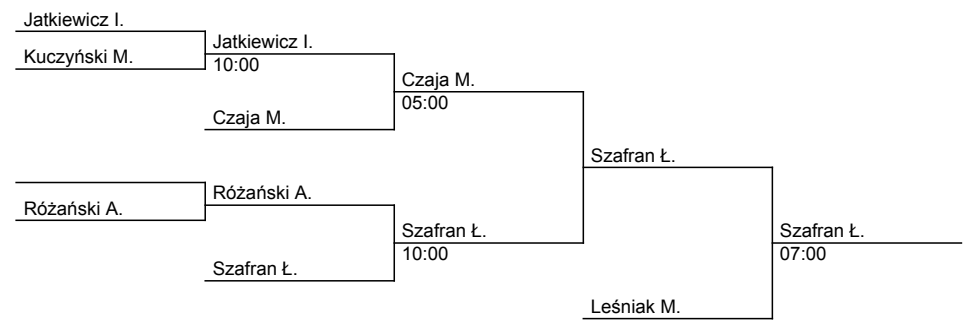 Jatkiewicz I.
Kuczyński M.
Jatkiewicz I.
10:00
Czaja M.
Czaja M.
05:00
Różański A.
Różański A.
Szafran Ł.
Szafran Ł.
10:00
Szafran Ł.
Leśniak M.
Szafran Ł.
07:00